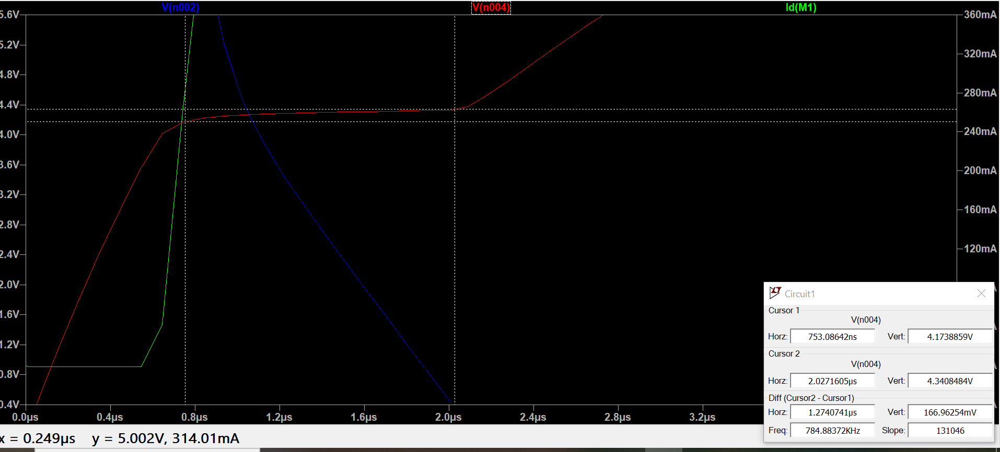 V(n002) V(n004) Id(M1)
5.6V 360mA
5.2V 320mA
4.8V
4.4V 280mA
4.0V 240mA
3.6V 200mA
3.2V
2.8V 160mA
2.4V 120mA
2.0V
1.6V
1.2V
0.8V
0.4V
0.0µs 0.4µs 0.8µs 1.2µs 1.6µs 2.0µs 2.4µs 2.8µs 3.2µs
Circuit1
Cursor 1
V(n004)
Horz: 753.08642ns Vert: 4.1738859V
Cursor 2
V(n004)
Horz: 2.0271605µs Vert: 4.3408484V
Diff (Cursor2 - Cursor1)
Horz: 1.2740741µs Vert: 166.96254mV
Freq: 784.88372KHz Slope: 131046
x = 0.249µs y = 5.002V, 314.01mA